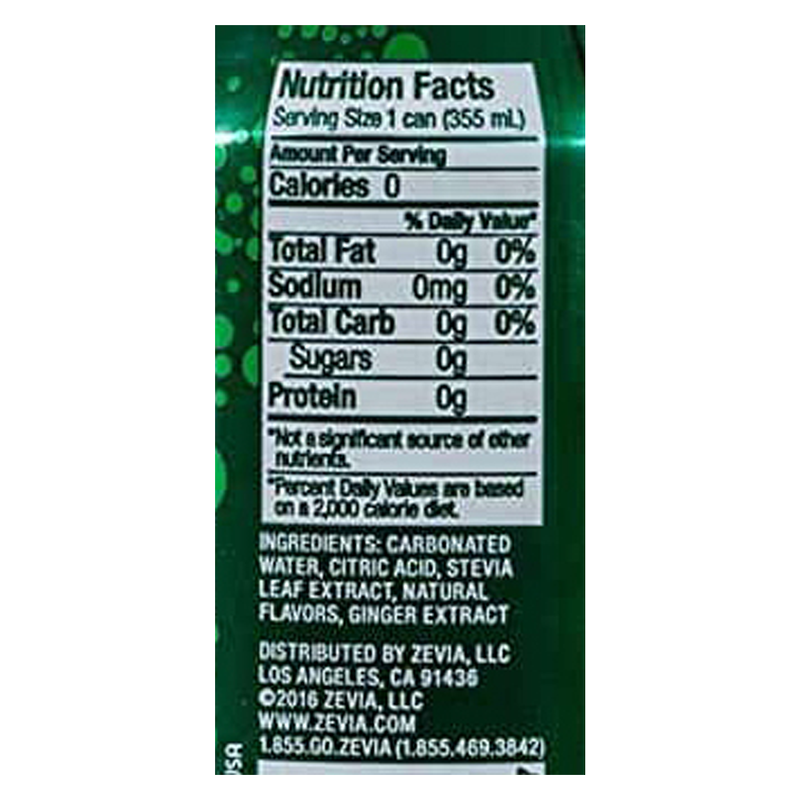 Nutrition Facts
Serving Size 1 can (355 mL)
Amount Per Serving
Calories 0
% Daily Value*
Total Fat 0g 0%
Sodium 0mg 0%
Total Carb 0g 0%
Sugars 0g
Protein 0g
*Not a significant source of other
nutrients.
*Percent Daily Values are based
on a 2,000 calorie diet.
INGREDIENTS: CARBONATED
WATER, CITRIC ACID, STEVIA
LEAF EXTRACT, NATURAL
FLAVORS, GINGER EXTRACT
DISTRIBUTED BY ZEVIA, LLC
LOS ANGELES, CA 91436
©2016 ZEVIA, LLC
WWW.ZEVIA.COM
1.855.GO.ZEVIA (1.855.469.3842)
USA